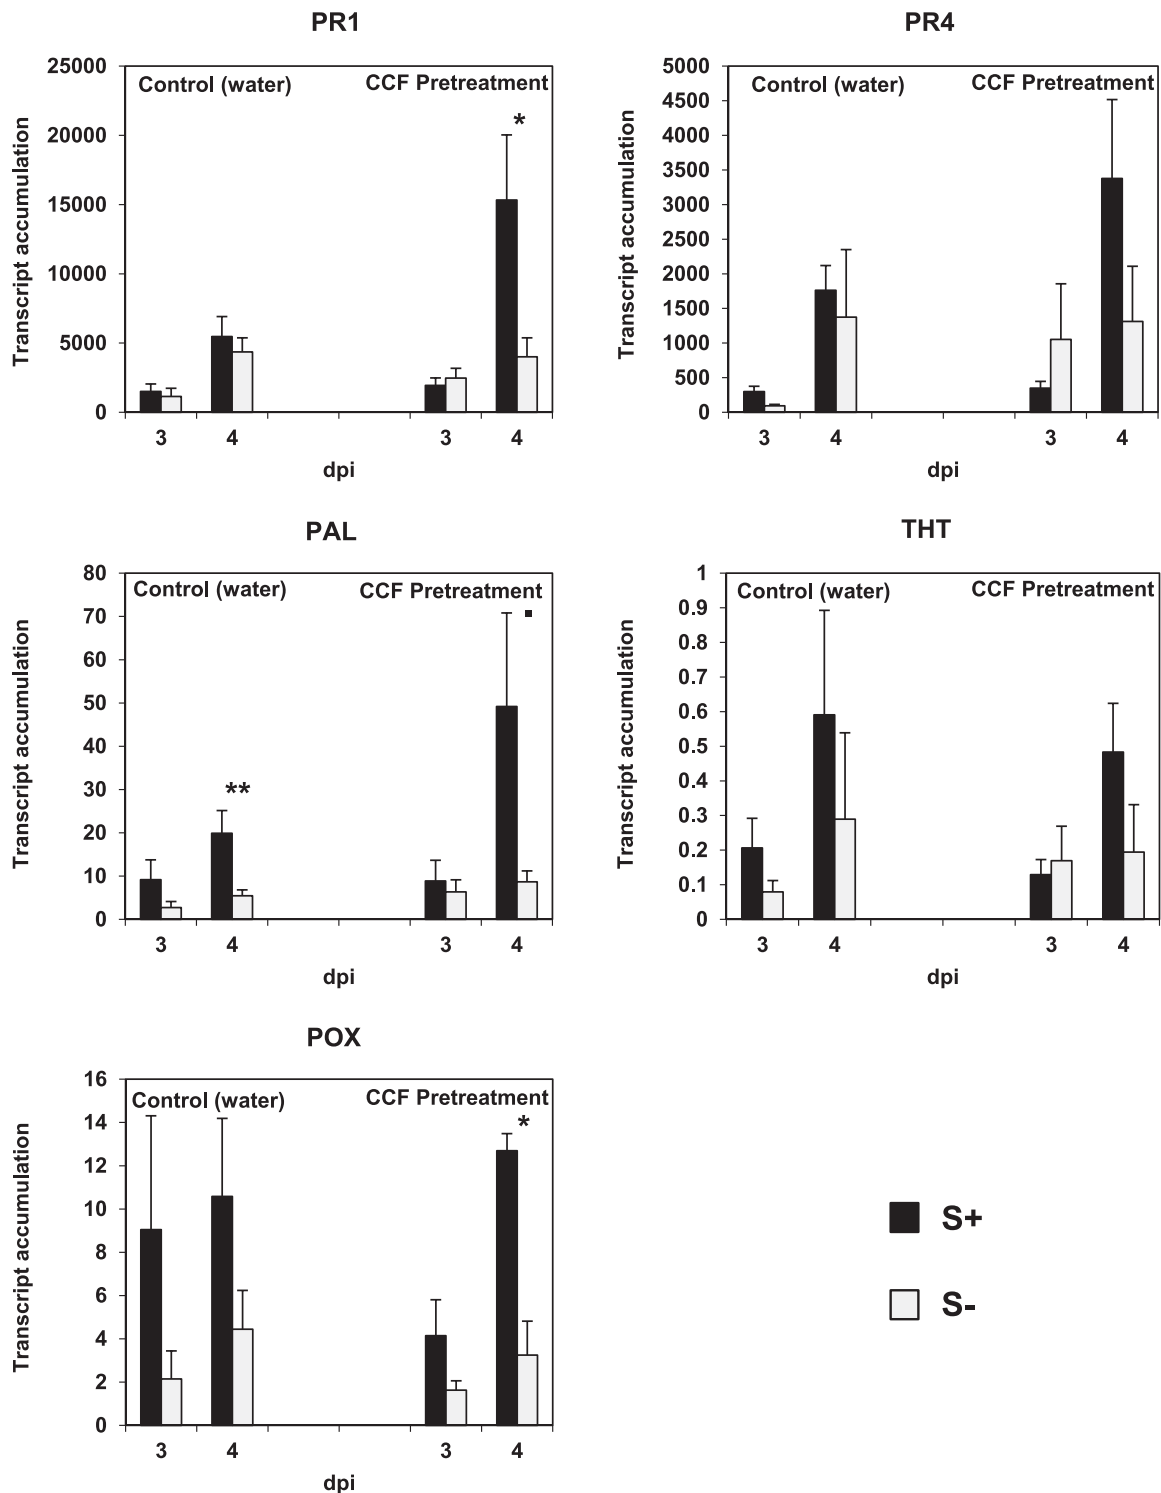 PR1
25000
20000
15000
10000
5000
0
Transcript accumulation
Control (water)
CCF Pretreatment
*
3 4 3 4
dpi
PR4
5000
4500
4000
3500
3000
2500
2000
1500
1000
500
0
Transcript accumulation
Control (water)
CCF Pretreatment
3 4 3 4
dpi
PAL
80
70
60
50
40
30
20
10
0
Transcript accumulation
Control (water)
CCF Pretreatment
**
3 4 3 4
dpi
THT
1
0.9
0.8
0.7
0.6
0.5
0.4
0.3
0.2
0.1
0
Transcript accumulation
Control (water)
CCF Pretreatment
3 4 3 4
dpi
POX
16
14
12
10
8
6
4
2
0
Transcript accumulation
Control (water)
CCF Pretreatment
*
3 4 3 4
dpi
S+
S-